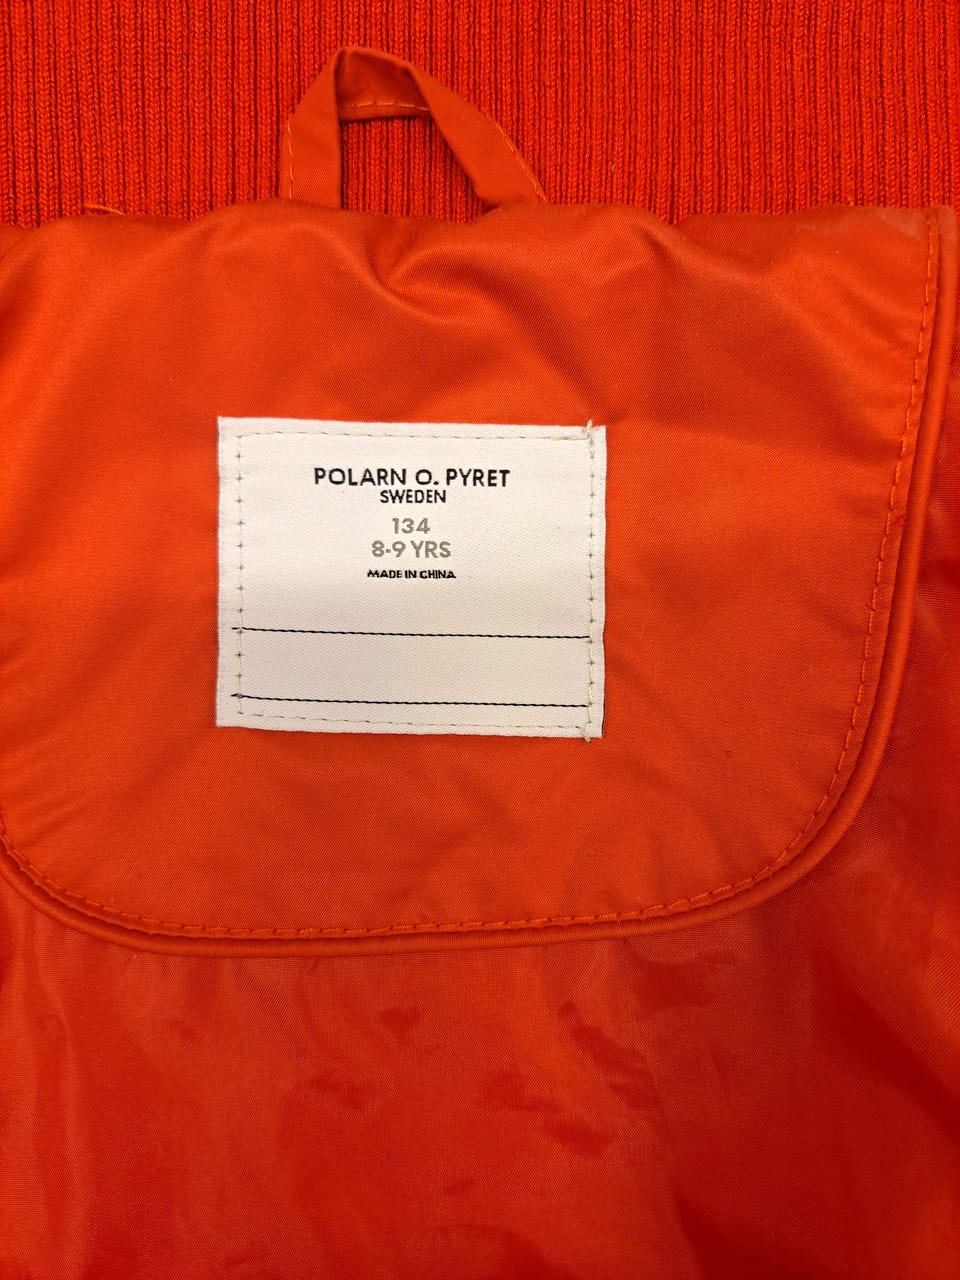 POLARN O. PYRET
SWEDEN
134
8-9 YRS
MADE IN CHINA